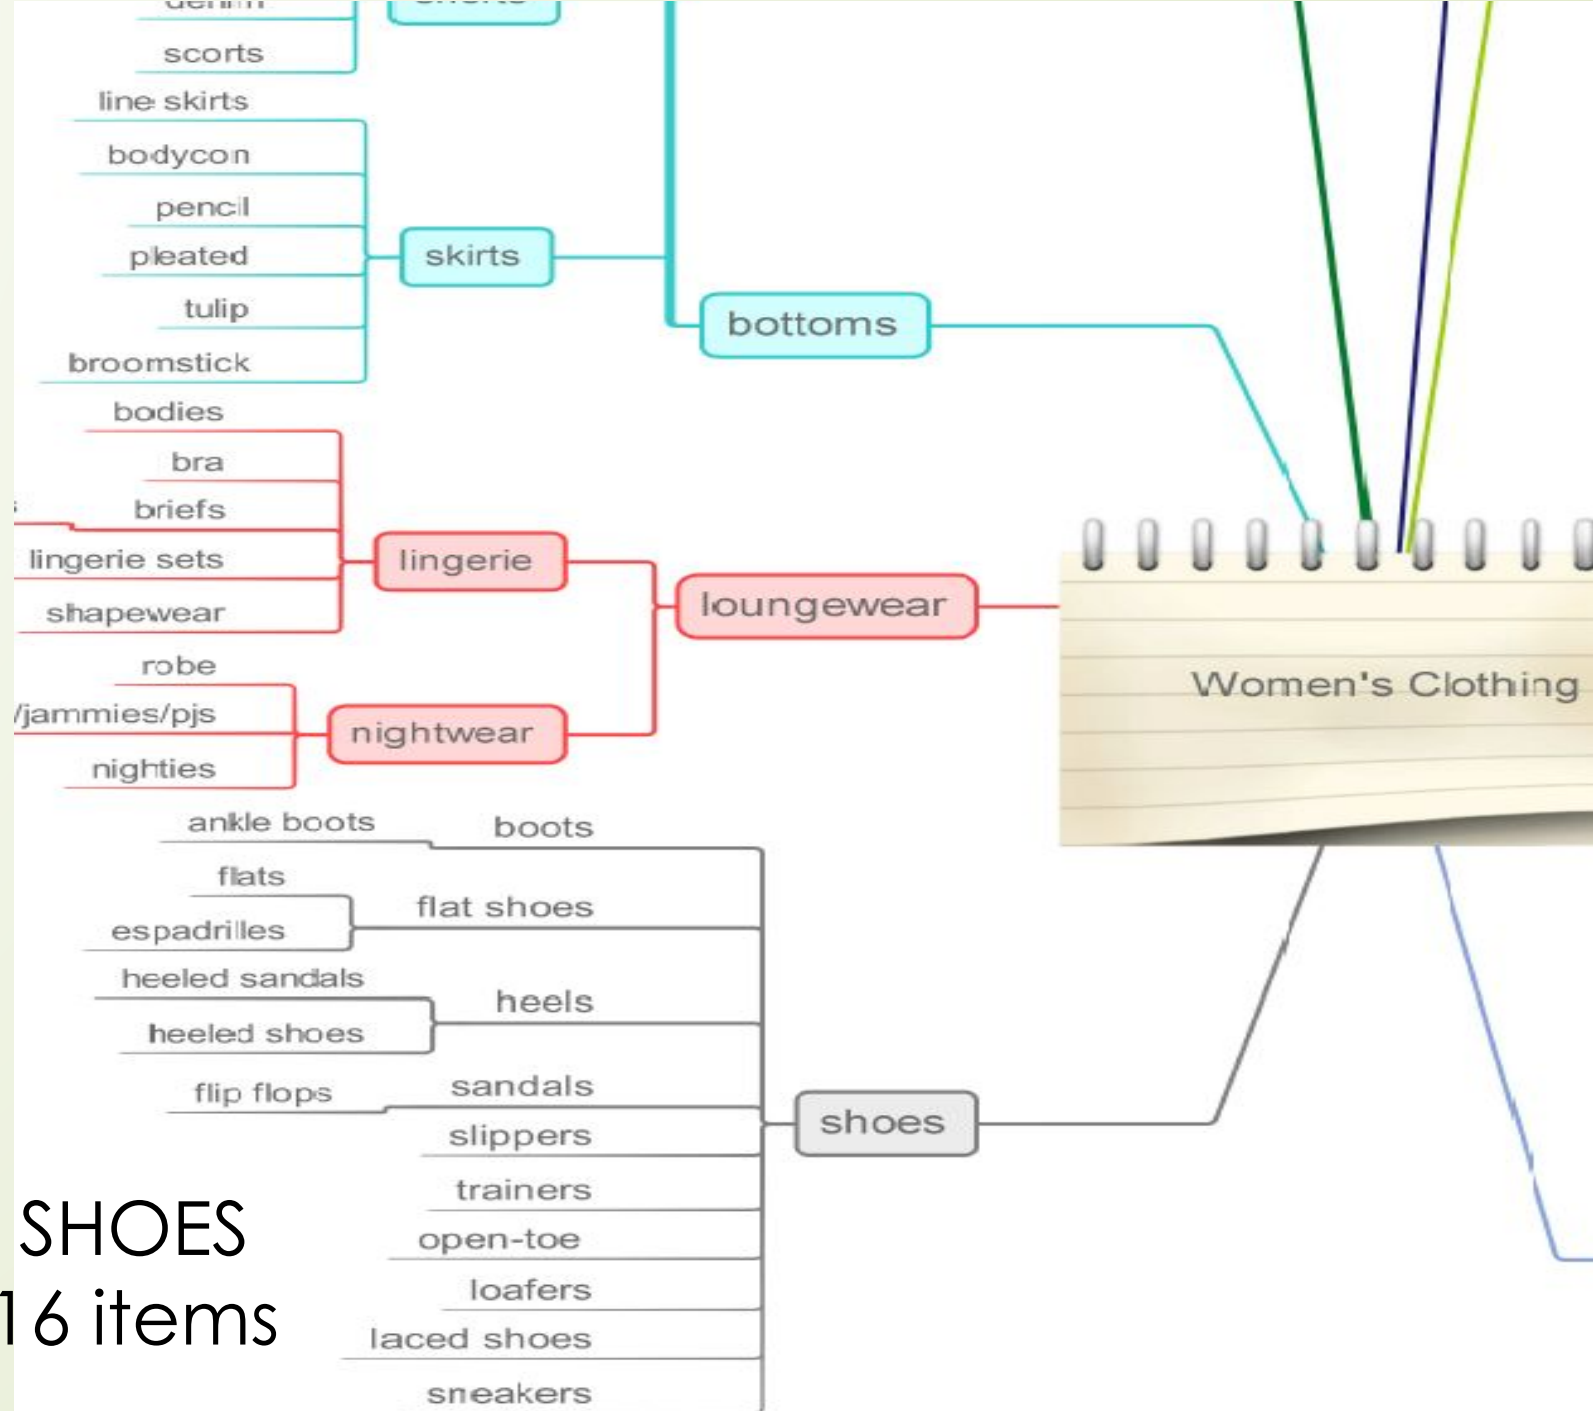 denim
shorts
scorts
line skirts
bodycon
pencil
pleated
tulip
broomstick
skirts
bottoms
bodies
bra
briefs
lingerie sets
shapewear
lingerie
loungewear
robe
/jammies/pjs
nighties
nightwear
Women's Clothing
ankle boots
boots
flats
espadrilles
flat shoes
heeled sandals
heeled shoes
heels
flip flops
sandals
slippers
trainers
open-toe
loafers
laced shoes
sneakers
shoes
SHOES
16 items